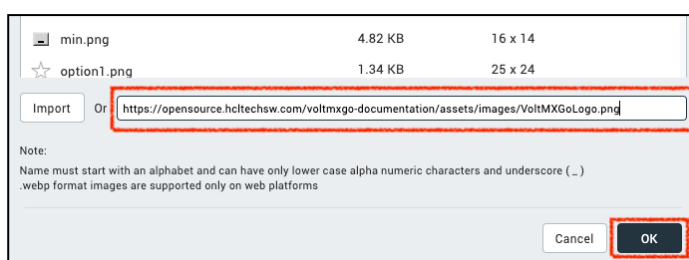 min.png 4.82 KB 16 x 14
option1.png 1.34 KB 25 x 24
Import Or https://opensource.hcltechsw.com/voltmxgo-documentation/assets/images/VoltMXGoLogo.png
Note:
Name must start with an alphabet and can have only lower case alpha numeric characters and underscore ( _ )
.webp format images are supported only on web platforms
Cancel OK